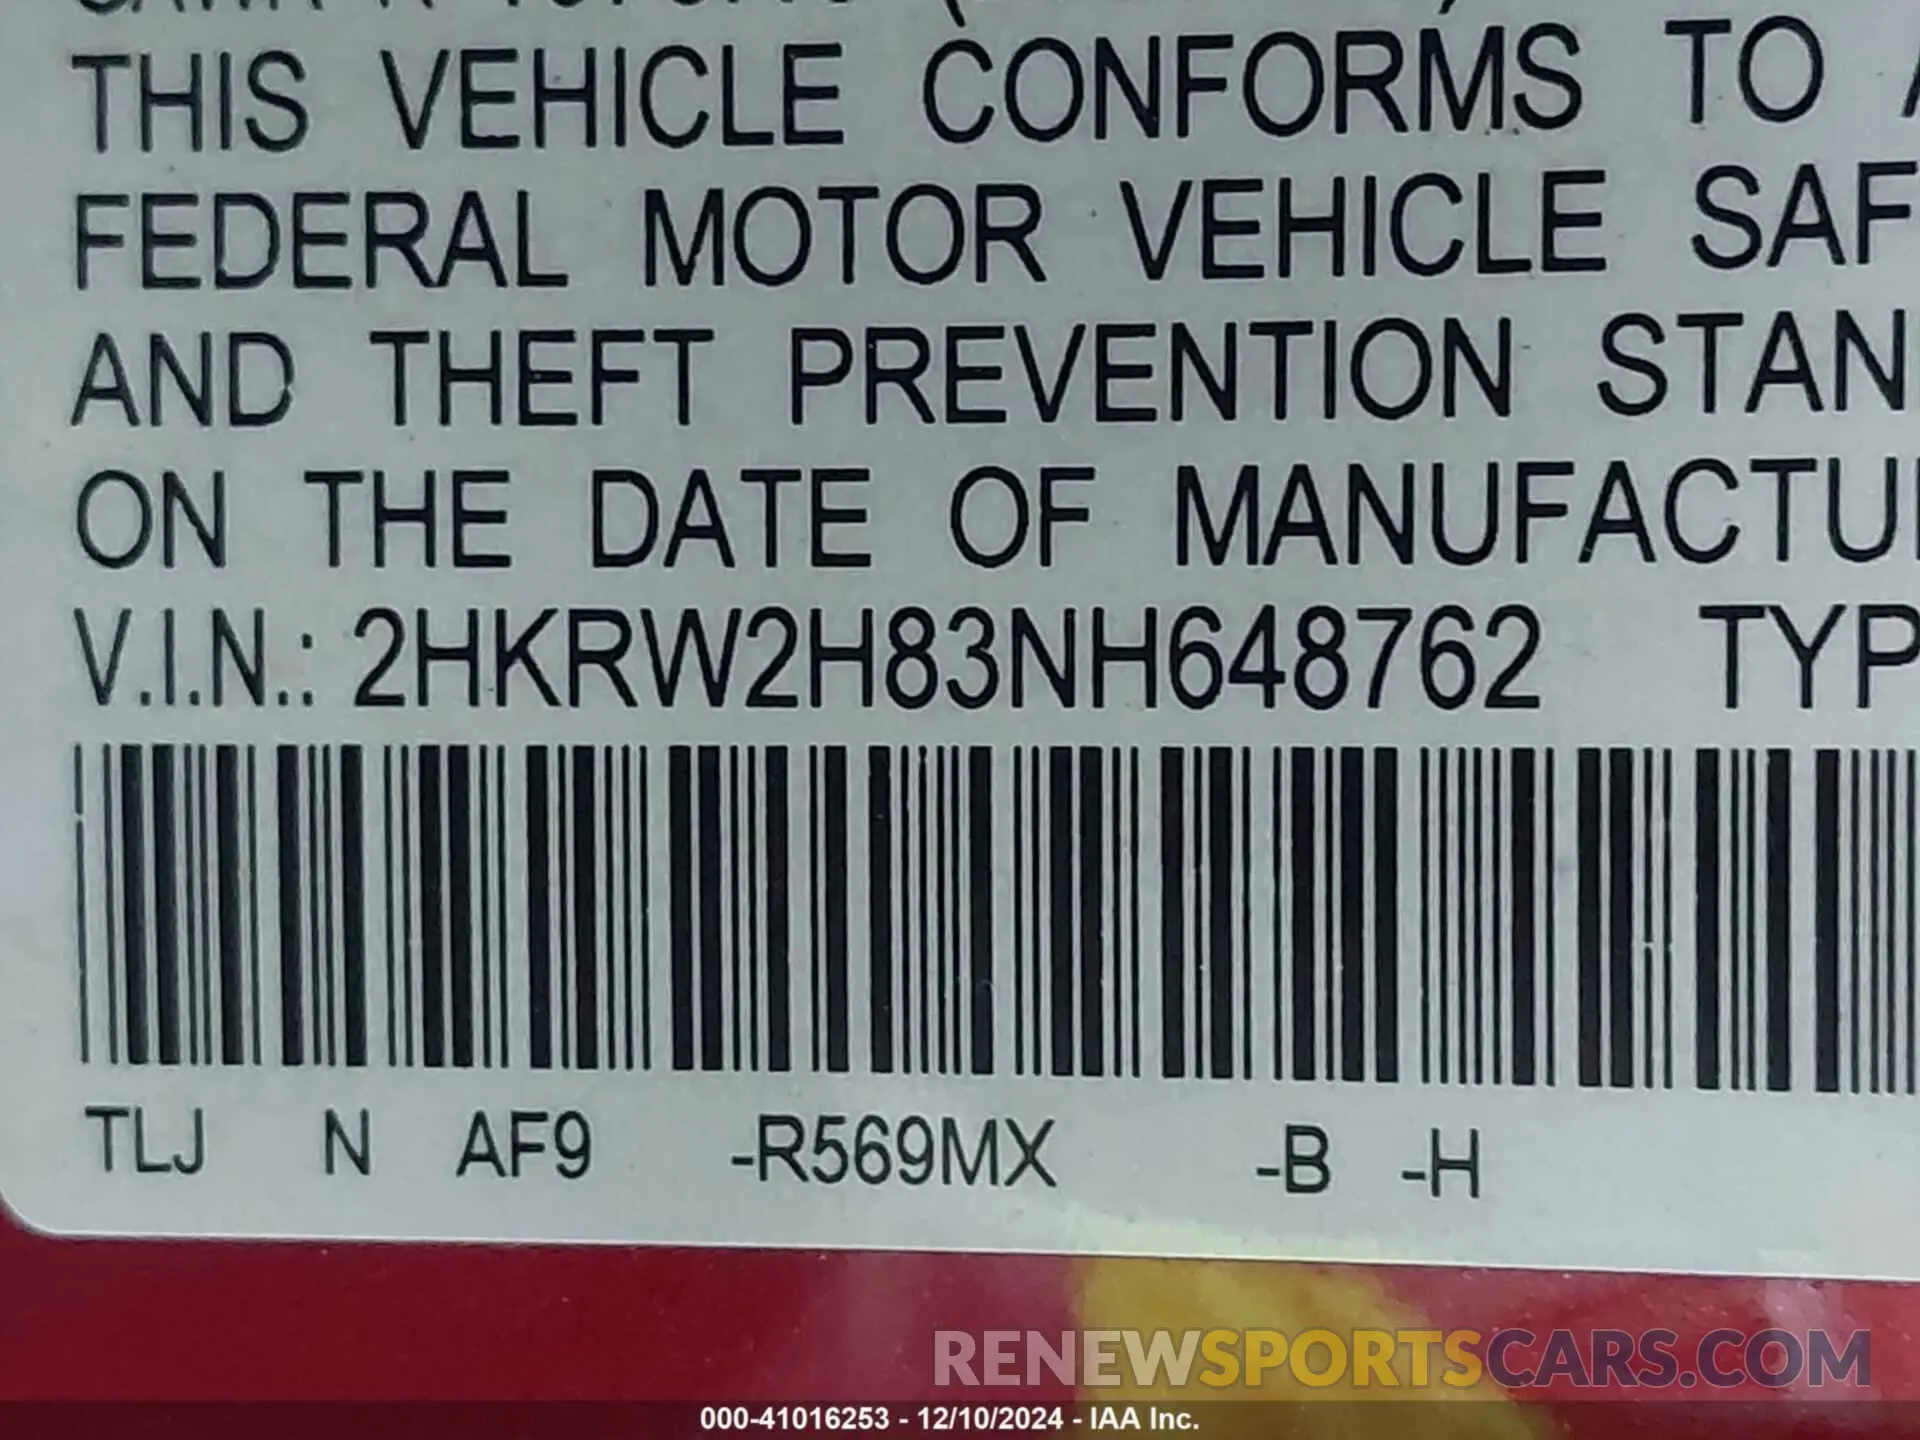 THIS VEHICLE CONFORMS TO
FEDERAL MOTOR VEHICLE SAF
AND THEFT PREVENTION STAN
ON THE DATE OF MANUFACTU
V.I.N.: 2HKRW2H83NH648762 TYP
TLJ N AF9 -R569MX -B -H
RENEWSPORTSCARS.COM
000-41016253 - 12/10/2024 - IAA Inc.